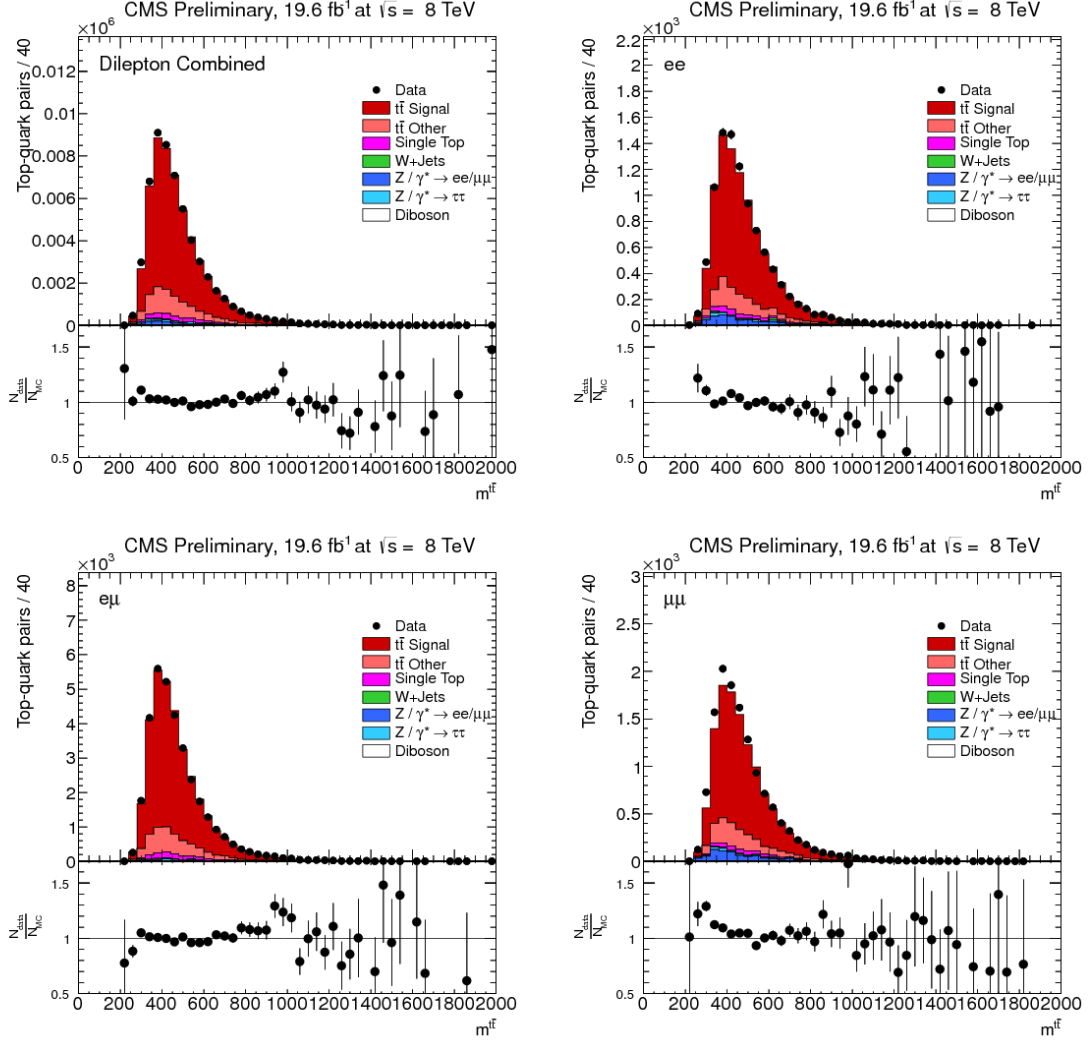 CMS Preliminary, 19.6 fb⁻¹ at √s = 8 TeV
×10⁶
Top-quark pairs / 40
Dilepton Combined
Data
tt̄ Signal
tt̄ Other
Single Top
W+Jets
Z / γ* → ee/μμ
Z / γ* → ττ
Diboson
0.012
0.01
0.008
0.006
0.004
0.002
0
N_data/N_MC
1.5
1
0.5
0 200 400 600 800 1000 1200 1400 1600 1800 2000
m^tt̄
CMS Preliminary, 19.6 fb⁻¹ at √s = 8 TeV
×10³
Top-quark pairs / 40
ee
Data
tt̄ Signal
tt̄ Other
Single Top
W+Jets
Z / γ* → ee/μμ
Z / γ* → ττ
Diboson
2.2
2
1.8
1.6
1.4
1.2
1
0.8
0.6
0.4
0.2
0
N_data/N_MC
1.5
1
0.5
0 200 400 600 800 1000 1200 1400 1600 1800 2000
m^tt̄
CMS Preliminary, 19.6 fb⁻¹ at √s = 8 TeV
×10³
Top-quark pairs / 40
eμ
Data
tt̄ Signal
tt̄ Other
Single Top
W+Jets
Z / γ* → ee/μμ
Z / γ* → ττ
Diboson
8
7
6
5
4
3
2
1
0
N_data/N_MC
1.5
1
0.5
0 200 400 600 800 1000 1200 1400 1600 1800 2000
m^tt̄
CMS Preliminary, 19.6 fb⁻¹ at √s = 8 TeV
×10³
Top-quark pairs / 40
μμ
Data
tt̄ Signal
tt̄ Other
Single Top
W+Jets
Z / γ* → ee/μμ
Z / γ* → ττ
Diboson
3
2.5
2
1.5
1
0.5
0
N_data/N_MC
1.5
1
0.5
0 200 400 600 800 1000 1200 1400 1600 1800 2000
m^tt̄